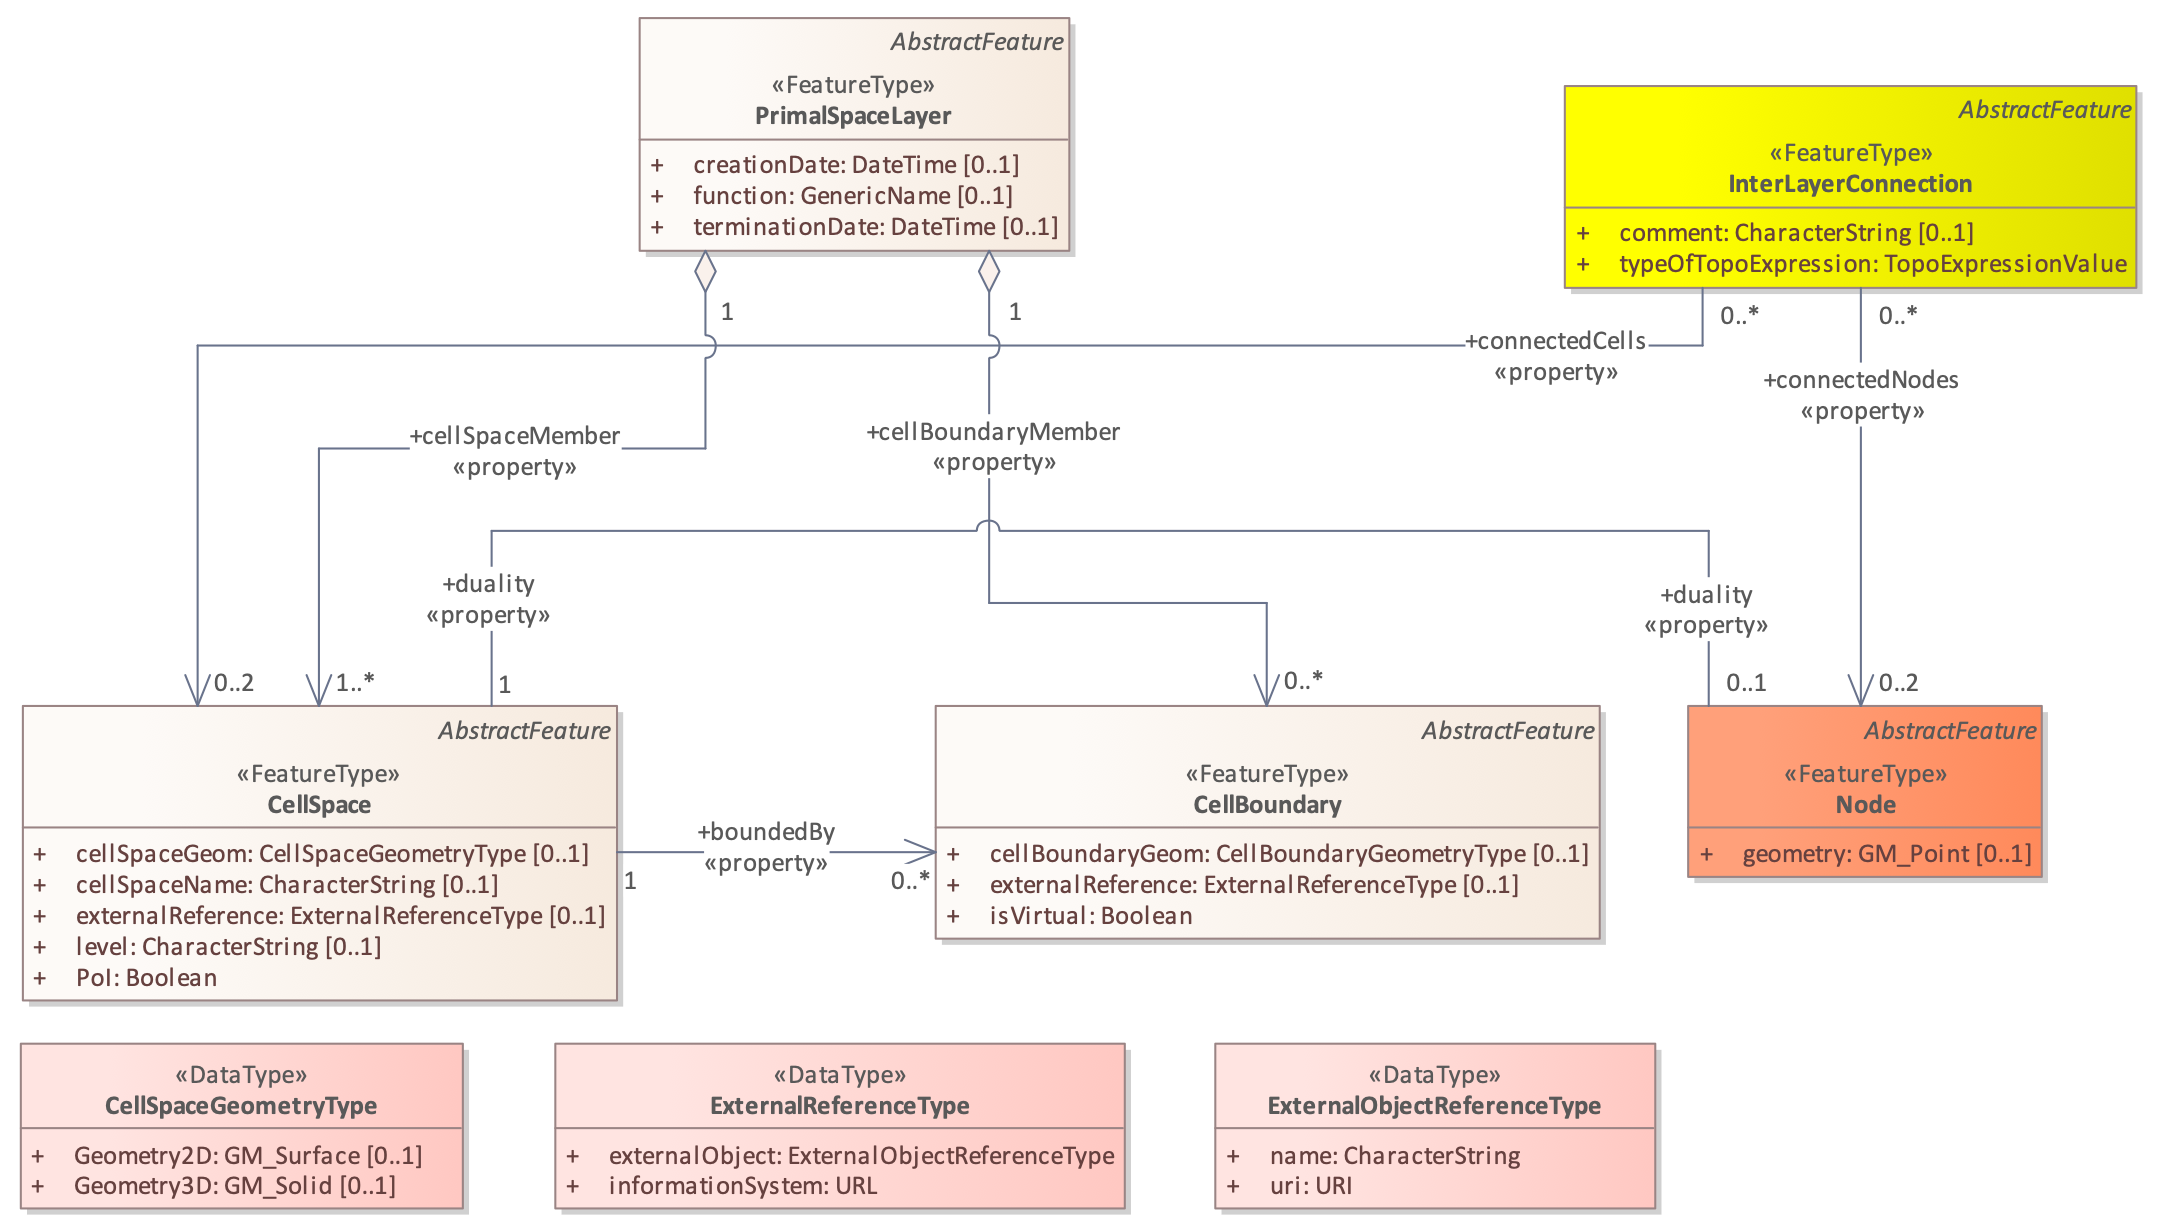 AbstractFeature
«FeatureType»
PrimalSpaceLayer
+ creationDate: DateTime [0..1]
+ function: GenericName [0..1]
+ terminationDate: DateTime [0..1]
AbstractFeature
«FeatureType»
InterLayerConnection
+ comment: CharacterString [0..1]
+ typeOfTopoExpression: TopoExpressionValue
1
1
0..*
0..*
+connectedCells
«property»
+connectedNodes
«property»
+cellSpaceMember
«property»
+cellBoundaryMember
«property»
+duality
«property»
+duality
«property»
0..2
1..*
1
0..*
0..1
0..2
AbstractFeature
«FeatureType»
CellSpace
+ cellSpaceGeom: CellSpaceGeometryType [0..1]
+ cellSpaceName: CharacterString [0..1]
+ externalReference: ExternalReferenceType [0..1]
+ level: CharacterString [0..1]
+ PoI: Boolean
+boundedBy
«property»
1
0..*
AbstractFeature
«FeatureType»
CellBoundary
+ cellBoundaryGeom: CellBoundaryGeometryType [0..1]
+ externalReference: ExternalReferenceType [0..1]
+ isVirtual: Boolean
AbstractFeature
«FeatureType»
Node
+ geometry: GM_Point [0..1]
«DataType»
CellSpaceGeometryType
+ Geometry2D: GM_Surface [0..1]
+ Geometry3D: GM_Solid [0..1]
«DataType»
ExternalReferenceType
+ externalObject: ExternalObjectReferenceType
+ informationSystem: URL
«DataType»
ExternalObjectReferenceType
+ name: CharacterString
+ uri: URI